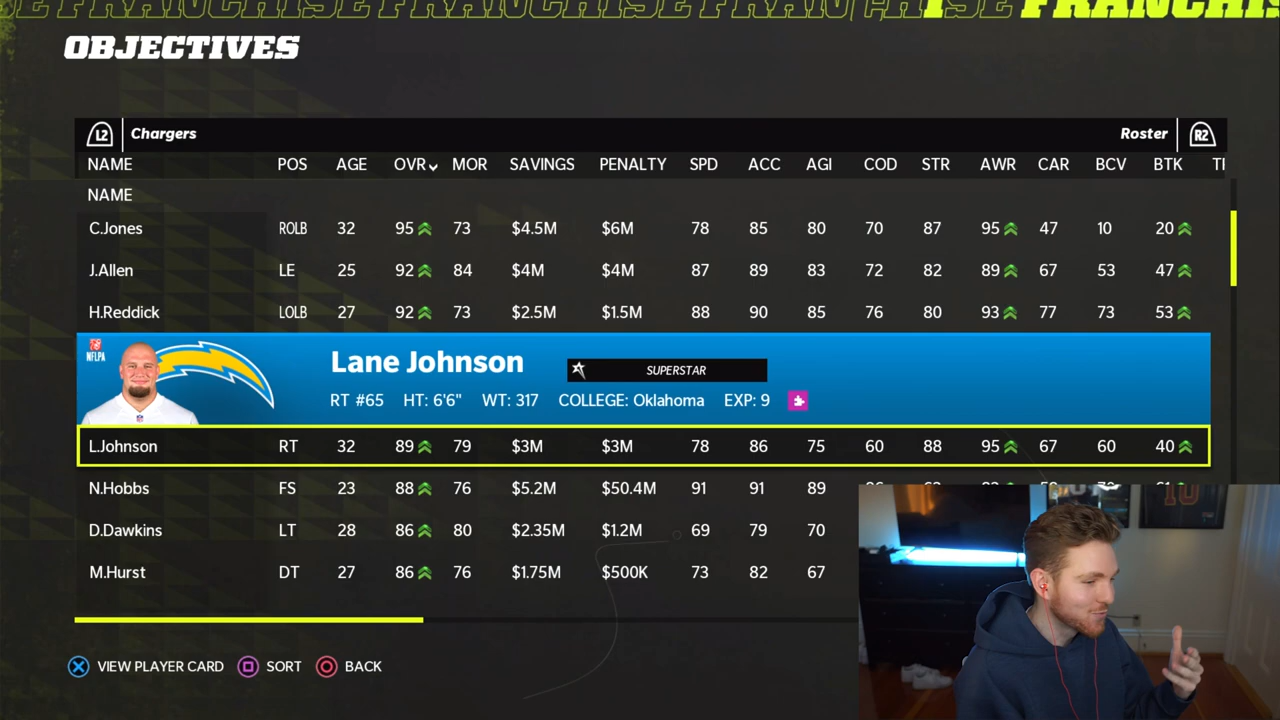 FRANCHISE FRANCHISE FRANCHISE FRANCHISE
OBJECTIVES
L2 Chargers Roster R2
NAME POS AGE OVR MOR SAVINGS PENALTY SPD ACC AGI COD STR AWR CAR BCV BTK
NAME
C.Jones ROLB 32 95 73 $4.5M $6M 78 85 80 70 87 95 47 10 20
J.Allen LE 25 92 84 $4M $4M 87 89 83 72 82 89 67 53 47
H.Reddick LOLB 27 92 73 $2.5M $1.5M 88 90 85 76 80 93 77 73 53
NFLPA
Lane Johnson SUPERSTAR
RT #65 HT: 6'6" WT: 317 COLLEGE: Oklahoma EXP: 9
L.Johnson RT 32 89 79 $3M $3M 78 86 75 60 88 95 67 60 40
N.Hobbs FS 23 88 76 $5.2M $50.4M 91 91 89
D.Dawkins LT 28 86 80 $2.35M $1.2M 69 79 70
M.Hurst DT 27 86 76 $1.75M $500K 73 82 67
VIEW PLAYER CARD SORT BACK